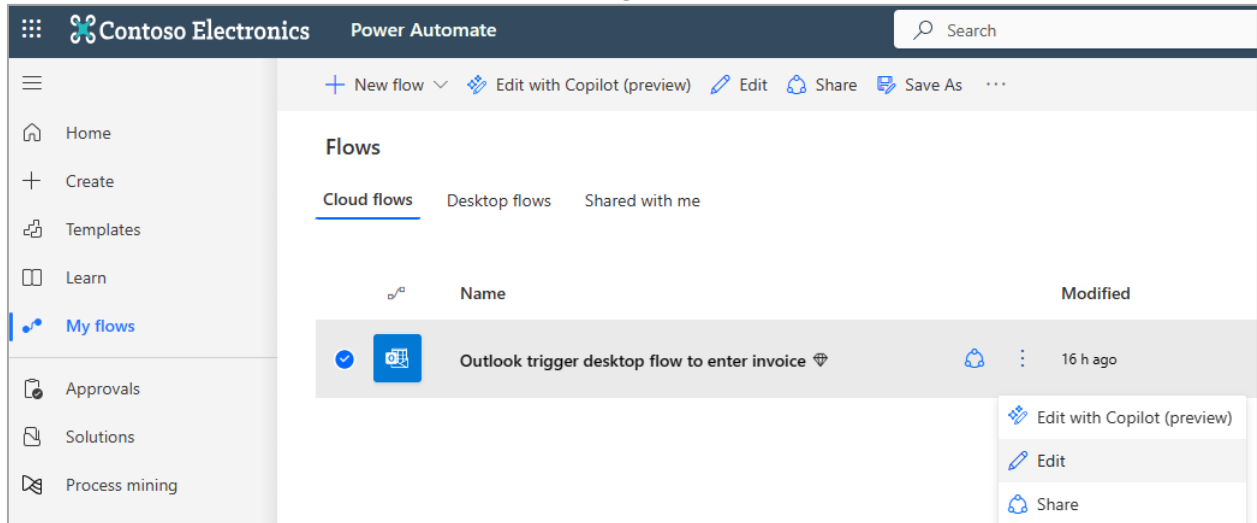 Contoso Electronics Power Automate Search
New flow Edit with Copilot (preview) Edit Share Save As ...
Home
Create
Templates
Learn
My flows
Approvals
Solutions
Process mining
Flows
Cloud flows Desktop flows Shared with me
Name Modified
Outlook trigger desktop flow to enter invoice 16 h ago
Edit with Copilot (preview)
Edit
Share